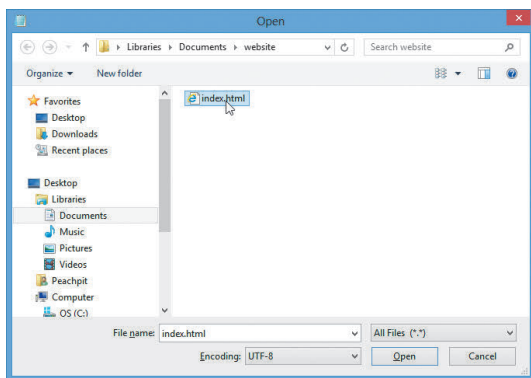 Open
Libraries Documents website
Search website
Organize New folder
Favorites
Desktop
Downloads
Recent places
Desktop
Libraries
Documents
Music
Pictures
Videos
Peachpit
Computer
OS (C:)
index.html
File name: index.html
All Files (*.*)
Encoding: UTF-8
Open Cancel